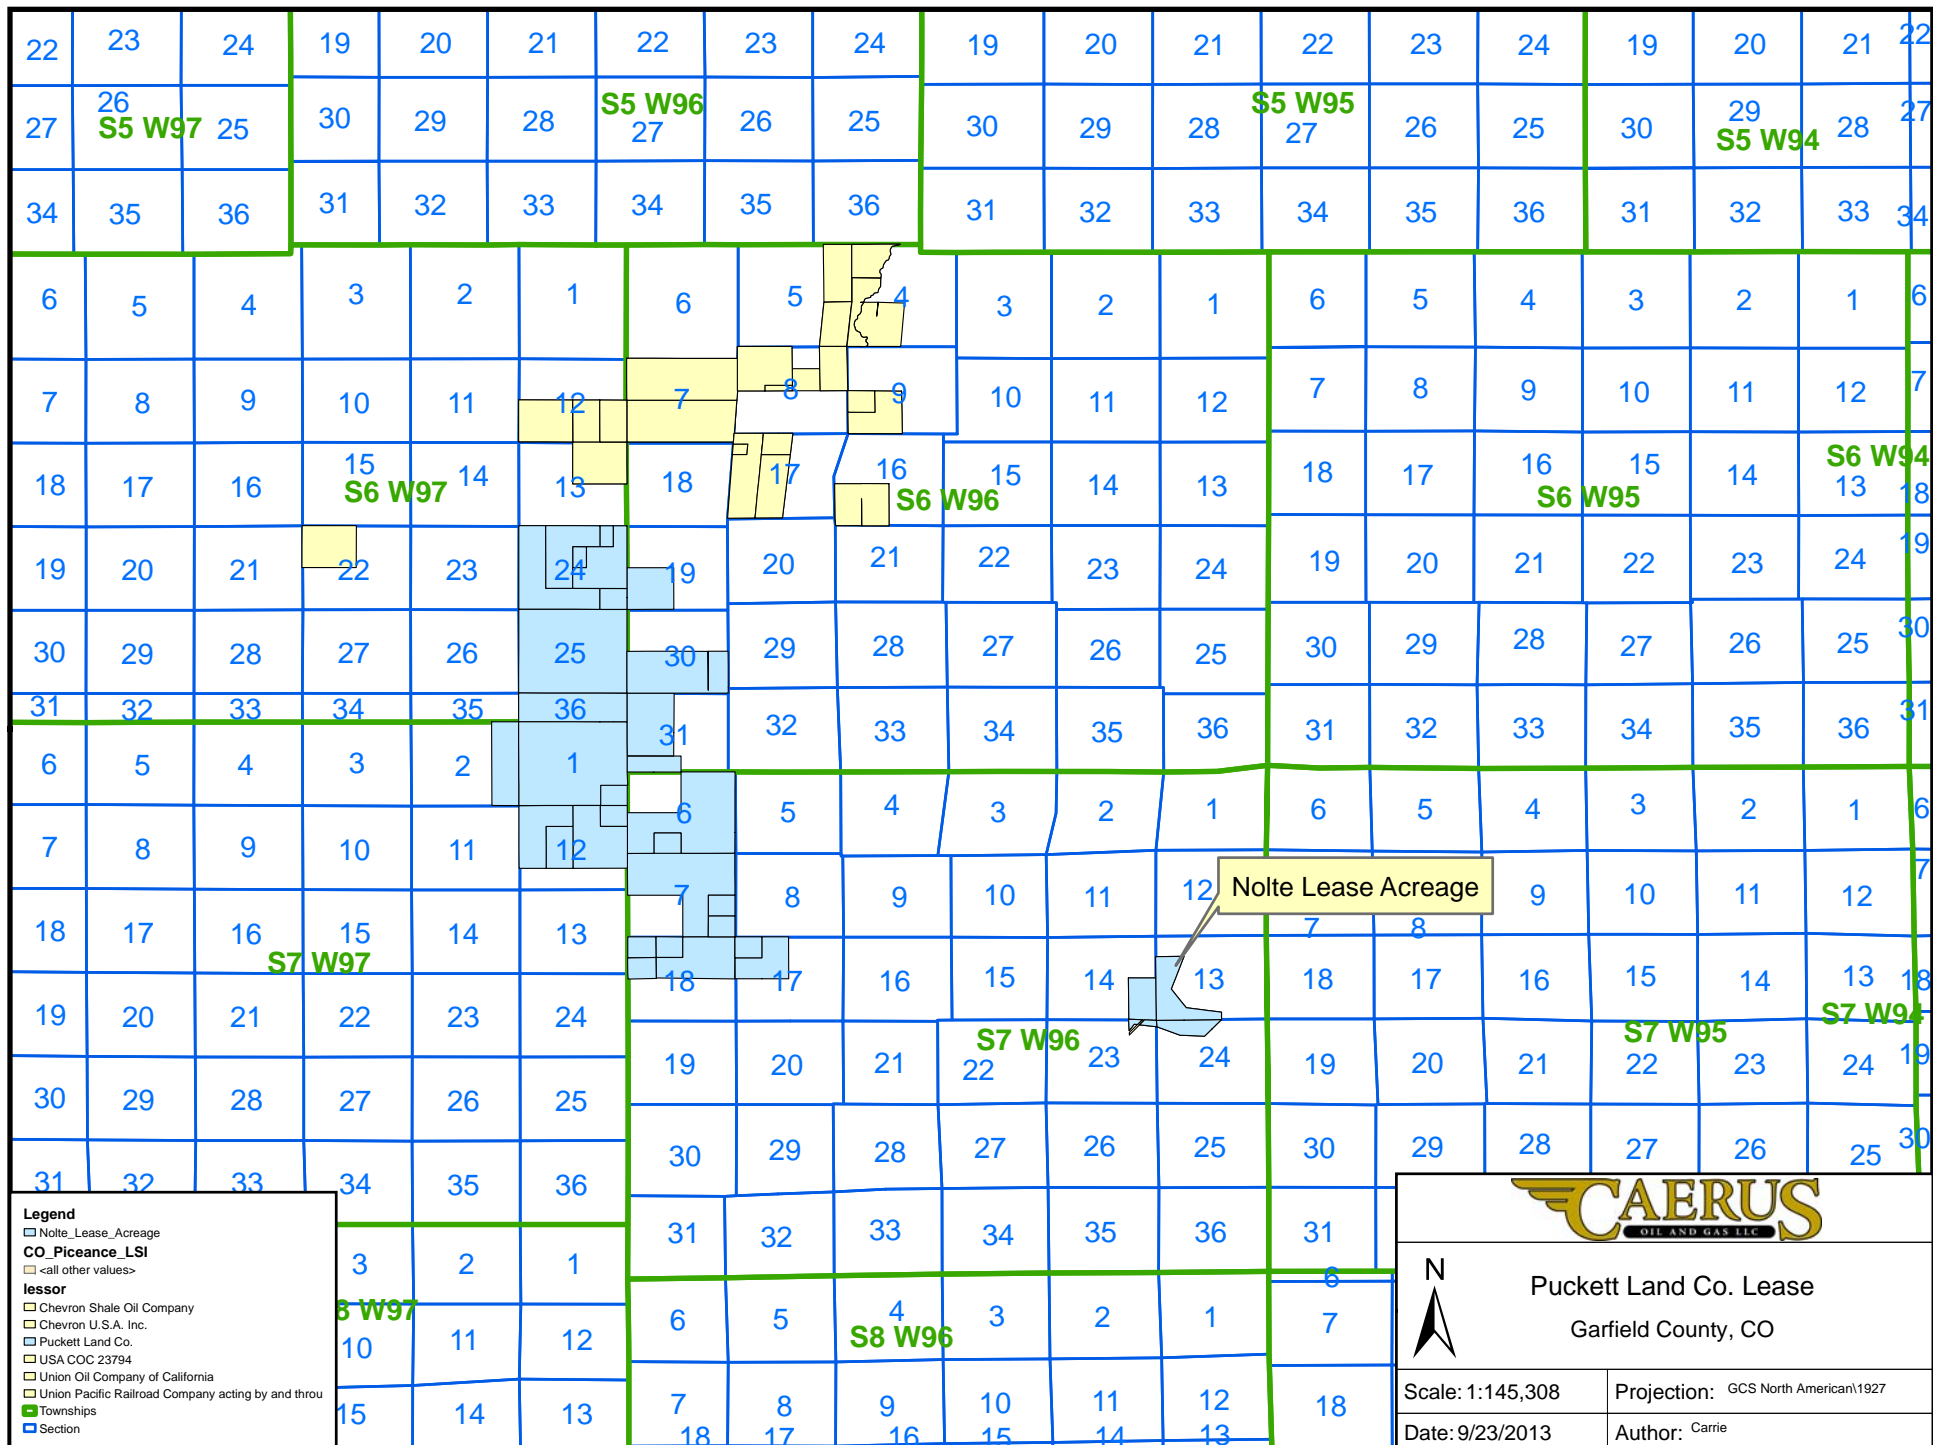 22 23 24 19 20 21 22 23 24 19 20 21 22 23 24 19 20 21 22
26
S5 W97
S5 W96
S5 W95
29
S5 W94
27 25 30 29 28 27 26 25 30 29 28 27 26 25 30 28 27
34 35 36 31 32 33 34 35 36 31 32 33 34 35 36 31 32 33 34
6 5 4 3 2 1 6 5 4 3 2 1 6 5 4 3 2 1 6
7 8 9 10 11 12 7 8 9 10 11 12 7 8 9 10 11 12 7
18 17 16 15 14 13 18 17 16 15 14 13 18 17 16 15 14 13 18
S6 W97
S6 W96
S6 W95
S6 W94
19 20 21 22 23 24 19 20 21 22 23 24 19 20 21 22 23 24 19
30 29 28 27 26 25 30 29 28 27 26 25 30 29 28 27 26 25 30
31 32 33 34 35 36 31 32 33 34 35 36 31 32 33 34 35 36 31
6 5 4 3 2 1 6 5 4 3 2 1 6 5 4 3 2 1 6
7 8 9 10 11 12 7 8 9 10 11 12 7 8 9 10 11 12 7
Nolte Lease Acreage
18 17 16 15 14 13 18 17 16 15 14 13 18 17 16 15 14 13 18
S7 W97
S7 W96
S7 W95
S7 W94
19 20 21 22 23 24 19 20 21 22 23 24 19 20 21 22 23 24 19
30 29 28 27 26 25 30 29 28 27 26 25 30 29 28 27 26 25 30
31 32 33 34 35 36 31 32 33 34 35 36 31
3 2 1 6 5 4 3 2 1 6
8 W97
S8 W96
10 11 12 7 8 9 10 11 12 7
15 14 13 18 17 16 15 14 13 18
Legend
Nolte_Lease_Acreage
CO_Piceance_LSI
<all other values>
lessor
Chevron Shale Oil Company
Chevron U.S.A. Inc.
Puckett Land Co.
USA COC 23794
Union Oil Company of California
Union Pacific Railroad Company acting by and throu
Townships
Section
CAERUS
OIL AND GAS LLC
N
Puckett Land Co. Lease
Garfield County, CO
Scale: 1:145,308
Projection: GCS North American\1927
Date: 9/23/2013
Author: Carrie